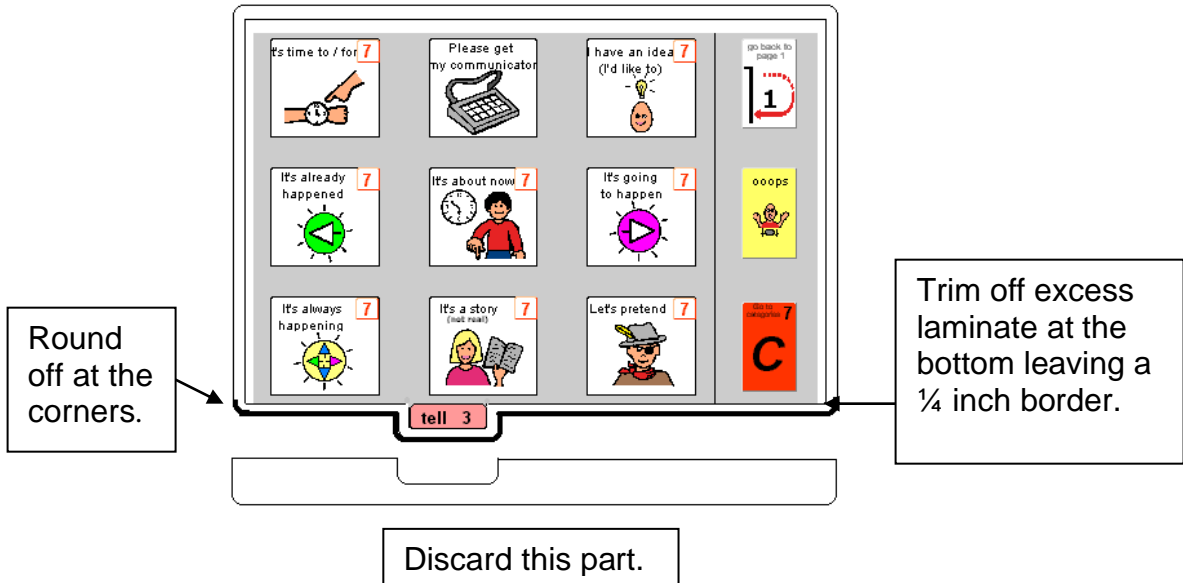 It's time to / for 7
Please get
my communicator
I have an idea 7
(I'd like to)
go back to
page 1
1
It's already 7
happened
It's about now 7
It's going 7
to happen
ooops
It's always 7
happening
It's a story 7
(not real)
Let's pretend 7
Go to
categories 7
C
tell 3
Round
off at the
corners.
Trim off excess
laminate at the
bottom leaving a
¼ inch border.
Discard this part.